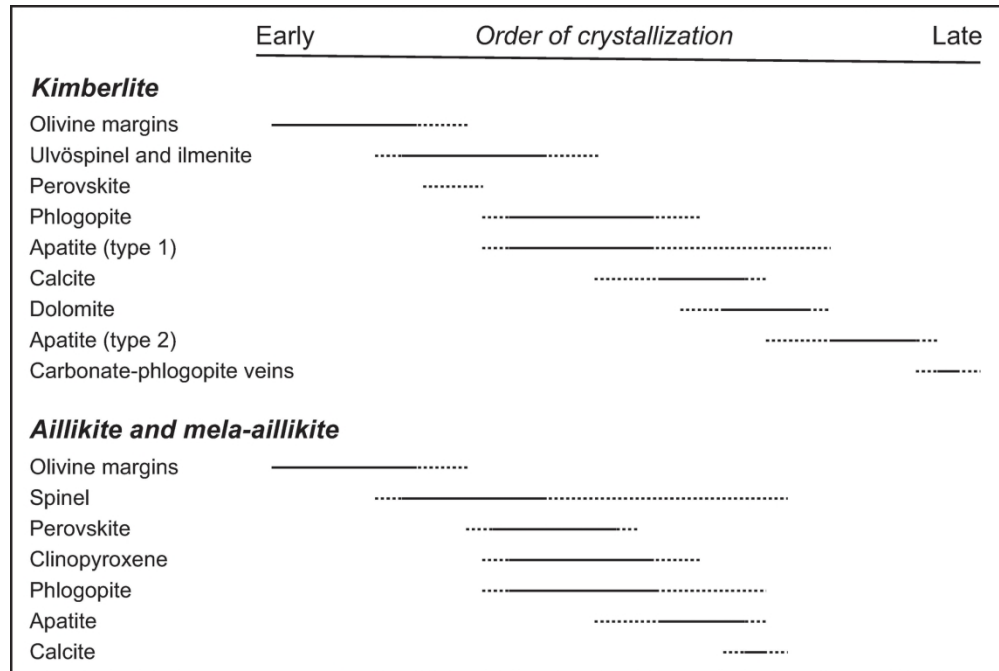 Early Order of crystallization Late
Kimberlite
Olivine margins
Ulvöspinel and ilmenite
Perovskite
Phlogopite
Apatite (type 1)
Calcite
Dolomite
Apatite (type 2)
Carbonate-phlogopite veins
Aillikite and mela-aillikite
Olivine margins
Spinel
Perovskite
Clinopyroxene
Phlogopite
Apatite
Calcite